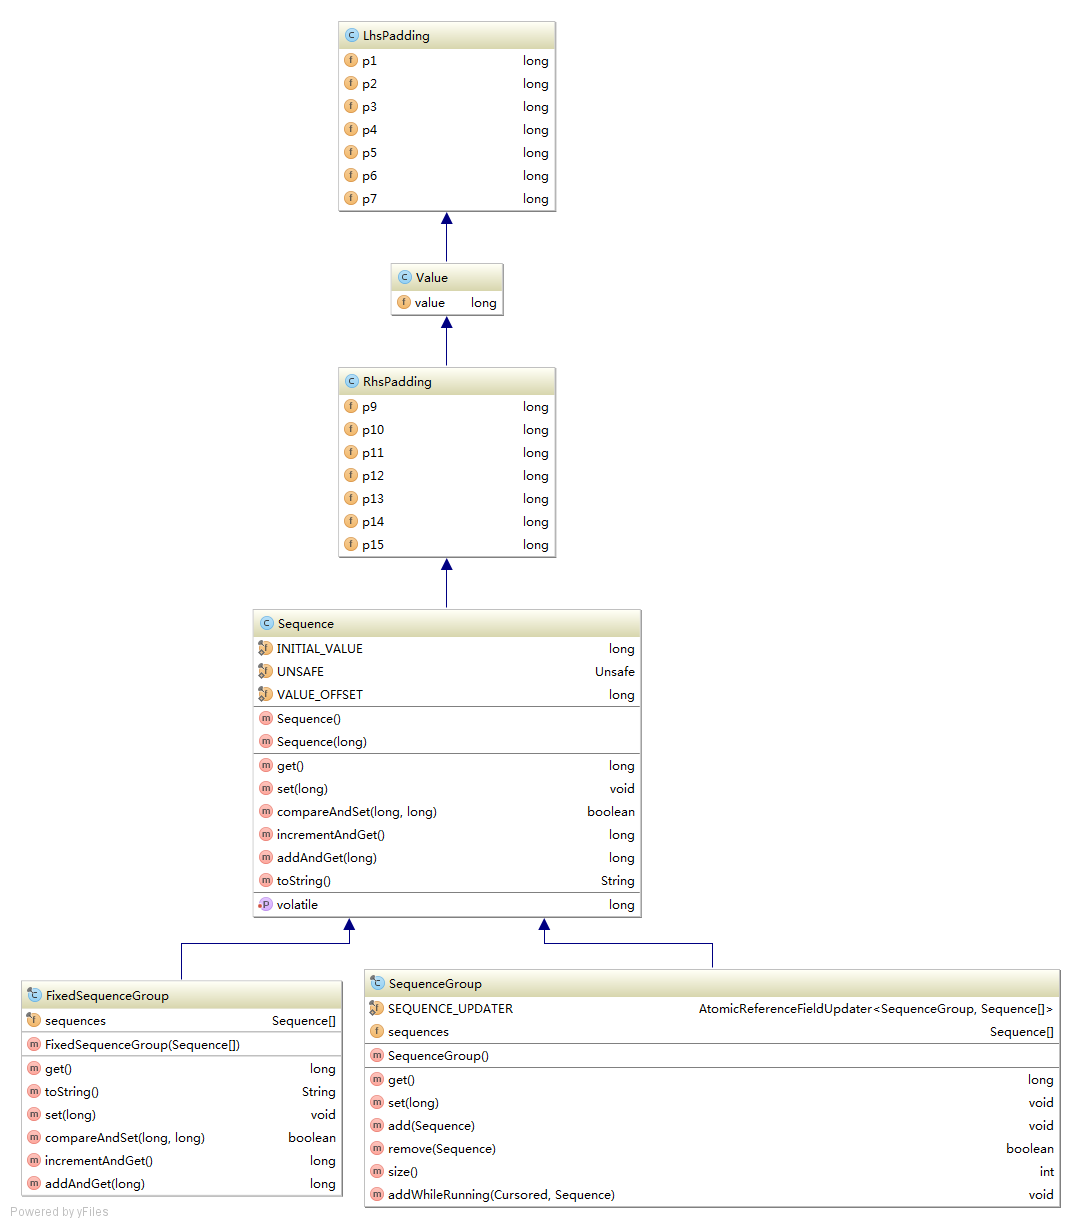 LhsPadding
p1 long
p2 long
p3 long
p4 long
p5 long
p6 long
p7 long
Value
value long
RhsPadding
p9 long
p10 long
p11 long
p12 long
p13 long
p14 long
p15 long
Sequence
INITIAL_VALUE long
UNSAFE Unsafe
VALUE_OFFSET long
Sequence()
Sequence(long)
get() long
set(long) void
compareAndSet(long, long) boolean
incrementAndGet() long
addAndGet(long) long
toString() String
volatile long
FixedSequenceGroup
sequences Sequence[]
FixedSequenceGroup(Sequence[])
get() long
toString() String
set(long) void
compareAndSet(long, long) boolean
incrementAndGet() long
addAndGet(long) long
SequenceGroup
SEQUENCE_UPDATER AtomicReferenceFieldUpdater<SequenceGroup, Sequence[]>
sequences Sequence[]
SequenceGroup()
get() long
set(long) void
add(Sequence) void
remove(Sequence) boolean
size() int
addWhileRunning(Cursored, Sequence) void
Powered by yFiles